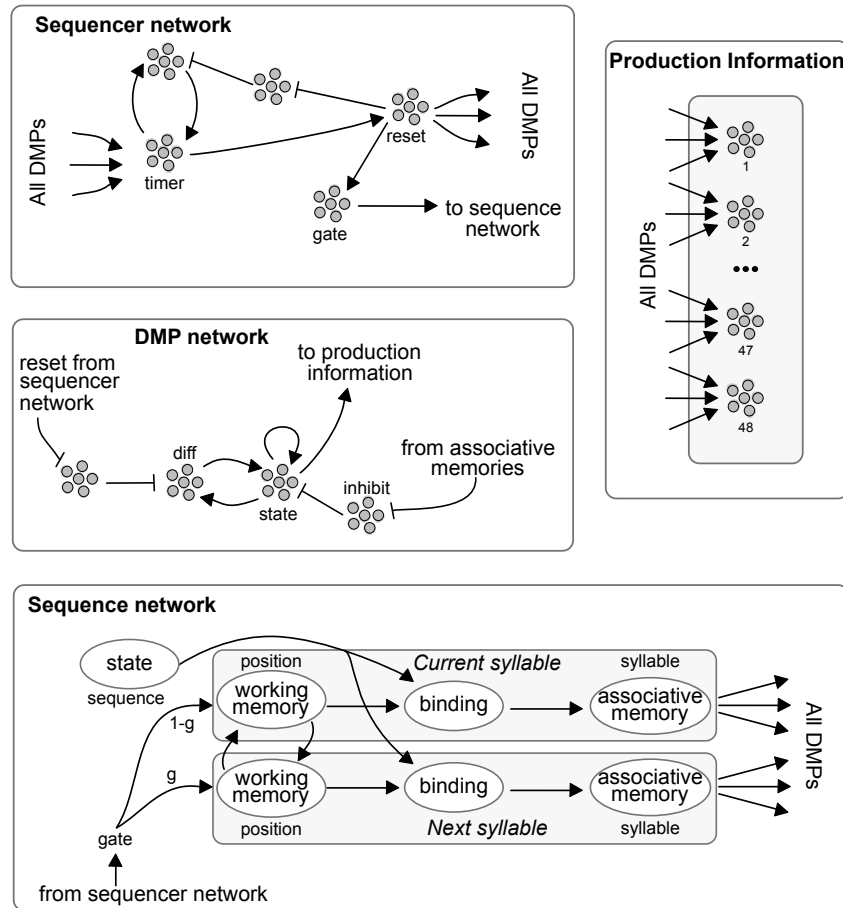 Sequencer network
All DMPs
timer
reset
All DMPs
gate
to sequence
network
Production Information
All DMPs
1
2
...
47
48
DMP network
reset from
sequencer
network
diff
state
to production
information
from associative
memories
inhibit
Sequence network
state
sequence
position
Current syllable
syllable
working
memory
binding
associative
memory
1-g
g
working
memory
binding
associative
memory
position
Next syllable
syllable
All DMPs
gate
from sequencer network